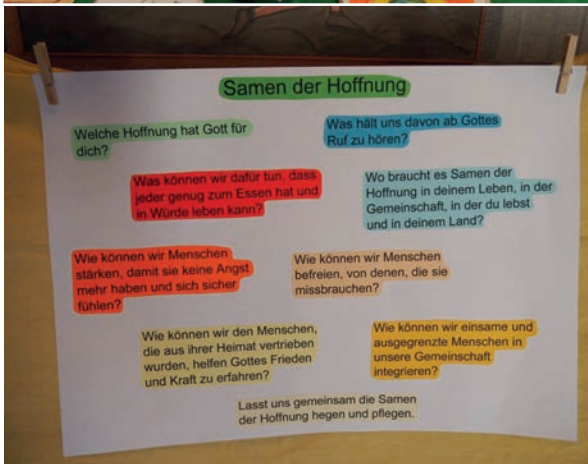 Samen der Hoffnung
Welche Hoffnung hat Gott für
dich?
Was hält uns davon ab Gottes
Ruf zu hören?
Was können wir dafür tun, dass
jeder genug zum Essen hat und
in Würde leben kann?
Wo braucht es Samen der
Hoffnung in deinem Leben, in der
Gemeinschaft, in der du lebst
und in deinem Land?
Wie können wir Menschen
stärken, damit sie keine Angst
mehr haben und sich sicher
fühlen?
Wie können wir Menschen
befreien, von denen, die sie
missbrauchen?
Wie können wir den Menschen,
die aus ihrer Heimat vertrieben
wurden, helfen Gottes Frieden
und Kraft zu erfahren?
Wie können wir einsame und
ausgegrenzte Menschen in
unsere Gemeinschaft
integrieren?
Lasst uns gemeinsam die Samen
der Hoffnung hegen und pflegen.